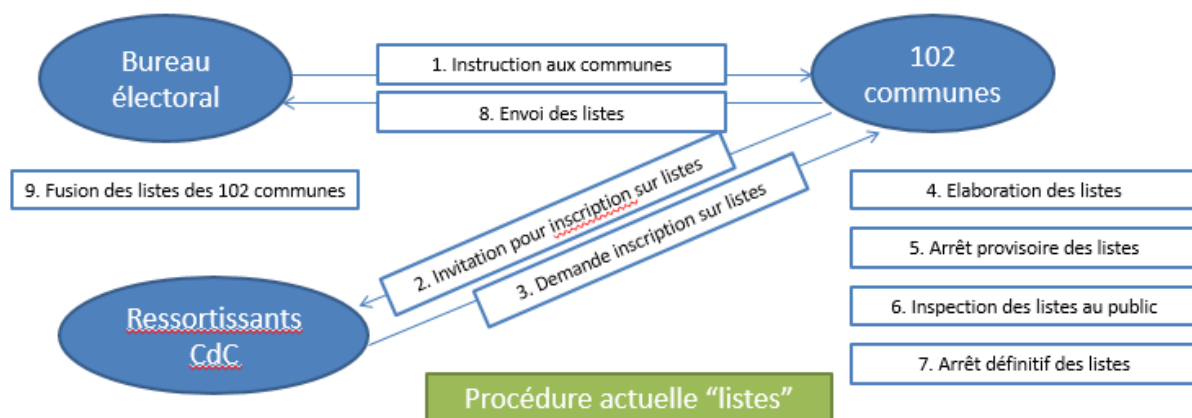 Bureau
électoral
1. Instruction aux communes
102
communes
8. Envoi des listes
9. Fusion des listes des 102 communes
2. Invitation pour inscription sur listes
3. Demande inscription sur listes
4. Elaboration des listes
5. Arrêt provisoire des listes
6. Inspection des listes au public
7. Arrêt définitif des listes
Ressortissants
CdC
Procédure actuelle “listes”